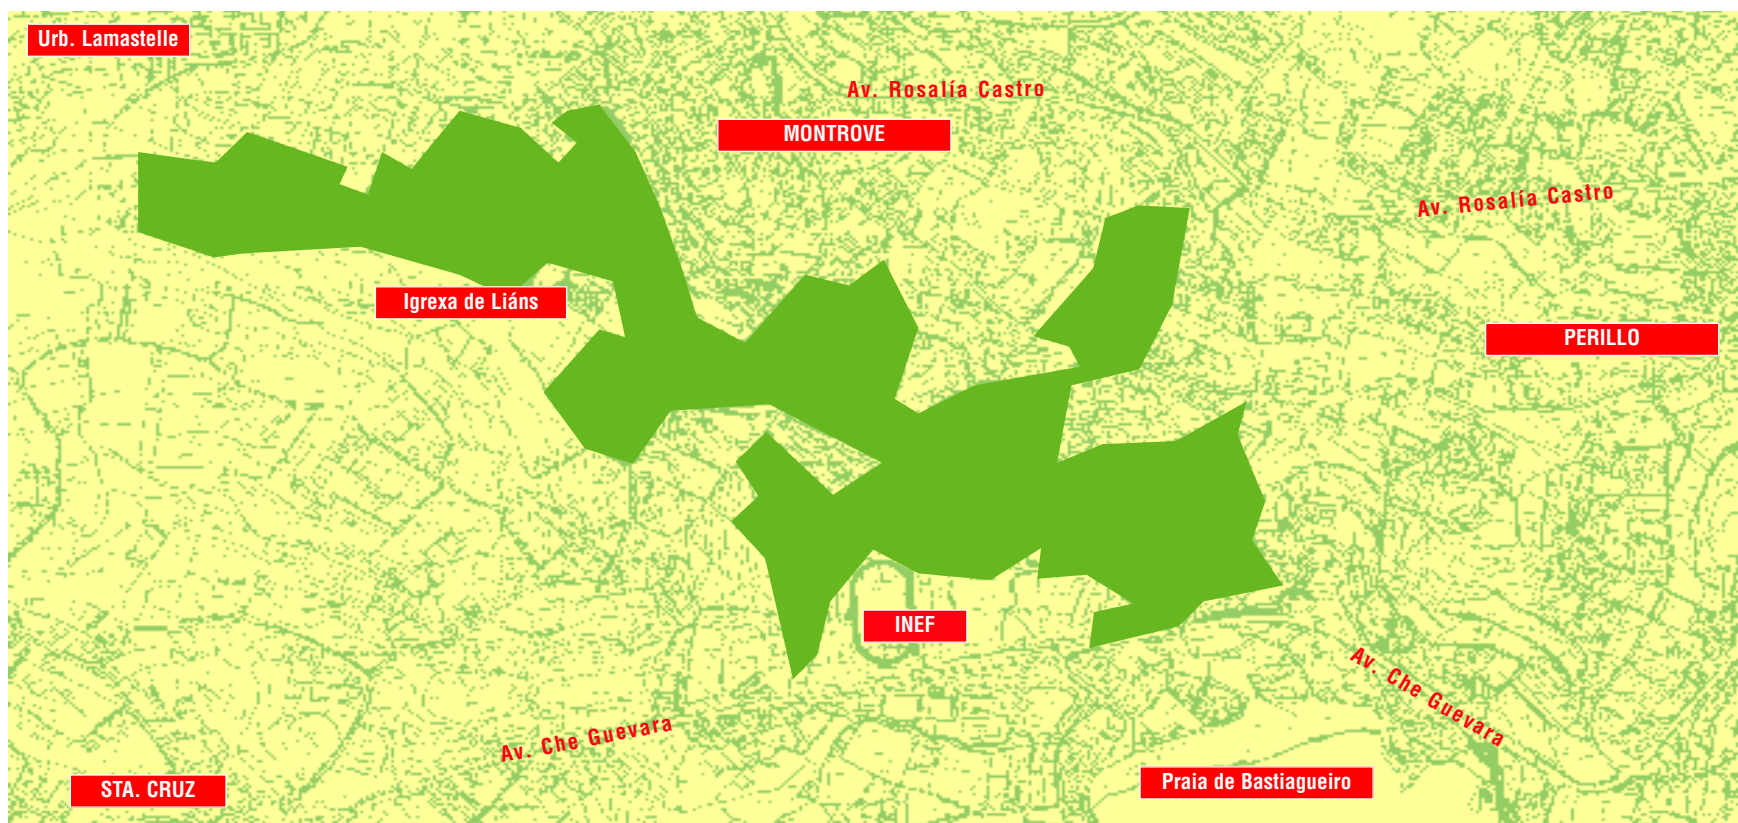 Urb. Lamastelle
Av. Rosalía Castro
MONTROVE
Av. Rosalía Castro
Igrexa de Liáns
PERILLO
INEF
Av. Che Guevara
Av. Che Guevara
STA. CRUZ
Praia de Bastiagueiro